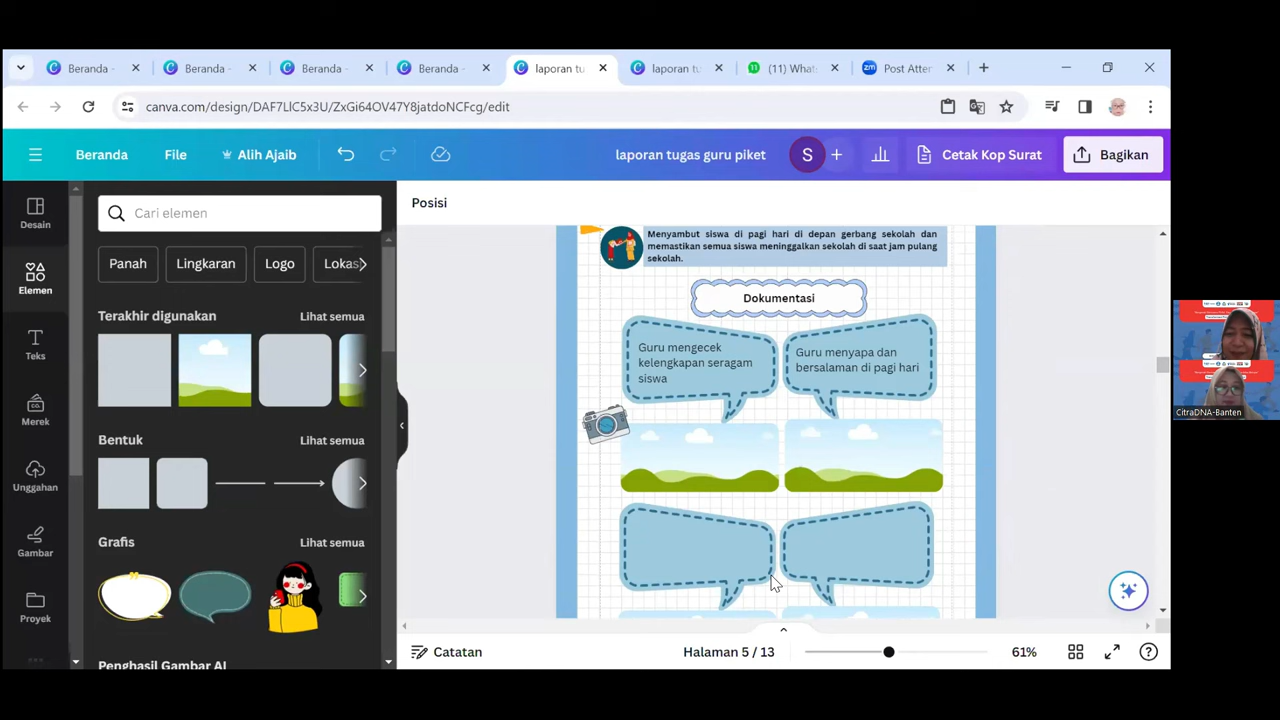 Beranda -
Beranda -
Beranda -
Beranda -
laporan tu
laporan tu
(11) What
Post Atter
canva.com/design/DAF7LlC5x3U/ZxGi64OV47Y8jatdoNCFcg/edit
Beranda
File
Alih Ajaib
laporan tugas guru piket
S
Cetak Kop Surat
Bagikan
Desain
Elemen
Teks
Merek
Unggahan
Gambar
Proyek
Cari elemen
Panah
Lingkaran
Logo
Lokas
Terakhir digunakan
Lihat semua
Bentuk
Lihat semua
Grafis
Lihat semua
Penghasil Gambar AI
Posisi
Menyambut siswa di pagi hari di depan gerbang sekolah dan
memastikan semua siswa meninggalkan sekolah di saat jam pulang
sekolah.
Dokumentasi
Guru mengecek
kelengkapan seragam
siswa
Guru menyapa dan
bersalaman di pagi hari
Catatan
Halaman 5 / 13
61%
CitraDNA-Banten